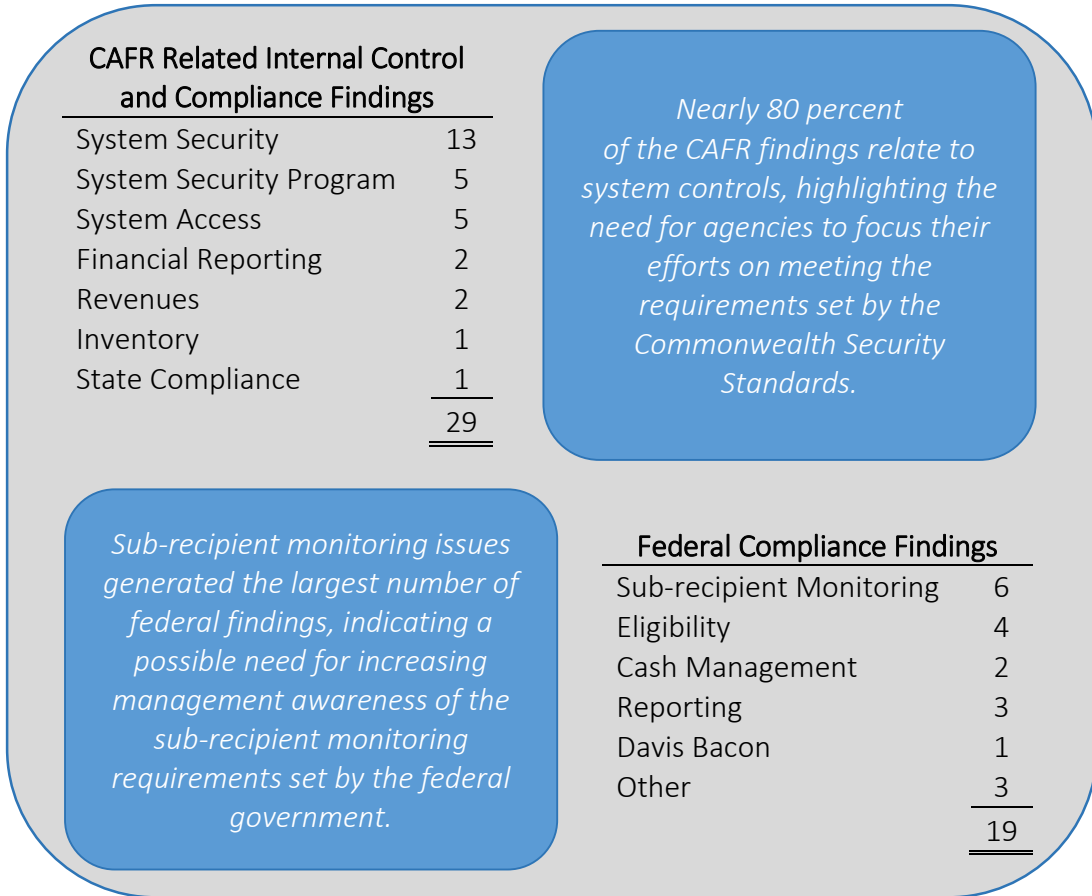 CAFR Related Internal Control
and Compliance Findings
System Security 13
System Security Program 5
System Access 5
Financial Reporting 2
Revenues 2
Inventory 1
State Compliance 1
29
Nearly 80 percent
of the CAFR findings relate to
system controls, highlighting the
need for agencies to focus their
efforts on meeting the
requirements set by the
Commonwealth Security
Standards.
Sub-recipient monitoring issues
generated the largest number of
federal findings, indicating a
possible need for increasing
management awareness of the
sub-recipient monitoring
requirements set by the federal
government.
Federal Compliance Findings
Sub-recipient Monitoring 6
Eligibility 4
Cash Management 2
Reporting 3
Davis Bacon 1
Other 3
19